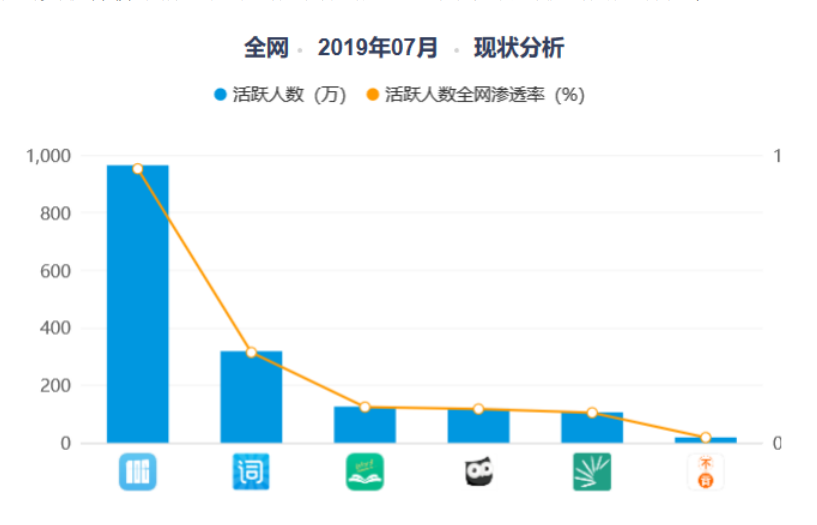 全网 · 2019年07月 · 现状分析
活跃人数（万） 活跃人数全网渗透率（%）
1,000 1
800
600
400
200
0 0
词 不背